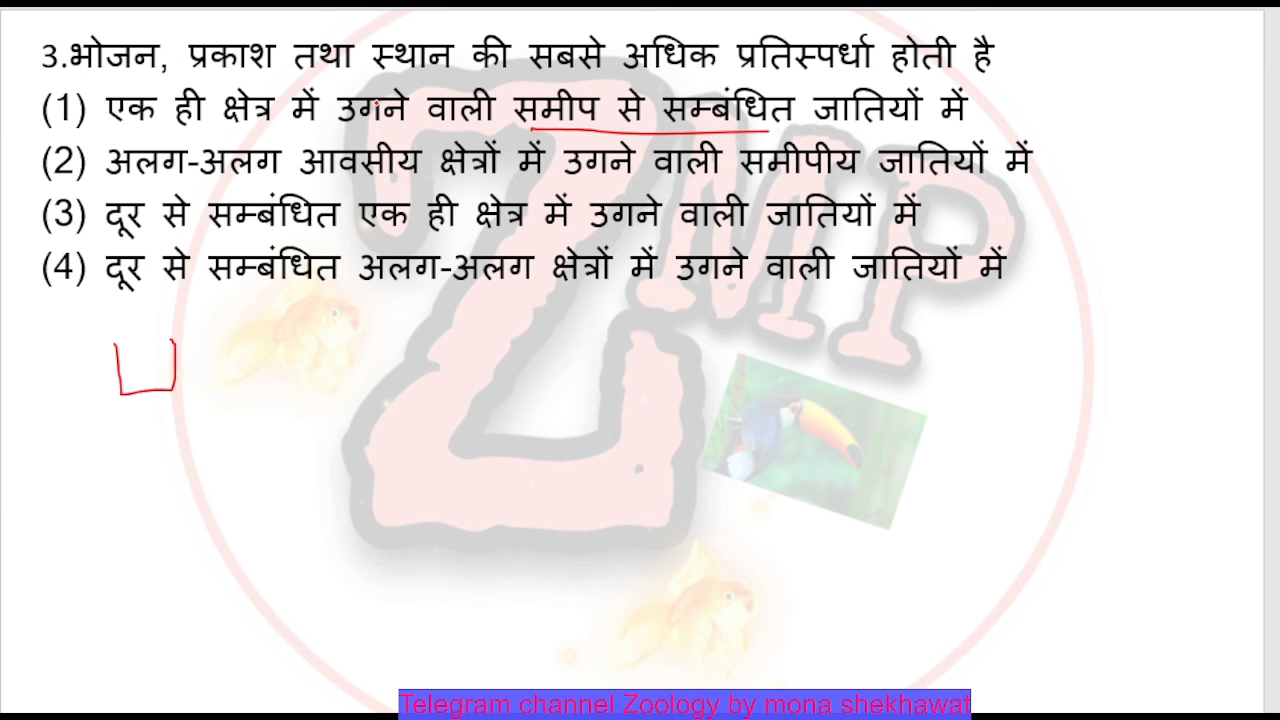 3.भोजन, प्रकाश तथा स्थान की सबसे अधिक प्रतिस्पर्धा होती है
(1) एक ही क्षेत्र में उगने वाली समीप से सम्बंधित जातियों में
(2) अलग-अलग आवसीय क्षेत्रों में उगने वाली समीपीय जातियों में
(3) दूर से सम्बंधित एक ही क्षेत्र में उगने वाली जातियों में
(4) दूर से सम्बंधित अलग-अलग क्षेत्रों में उगने वाली जातियों में
ZMP
Telegram channel Zoology by mona shekhawat